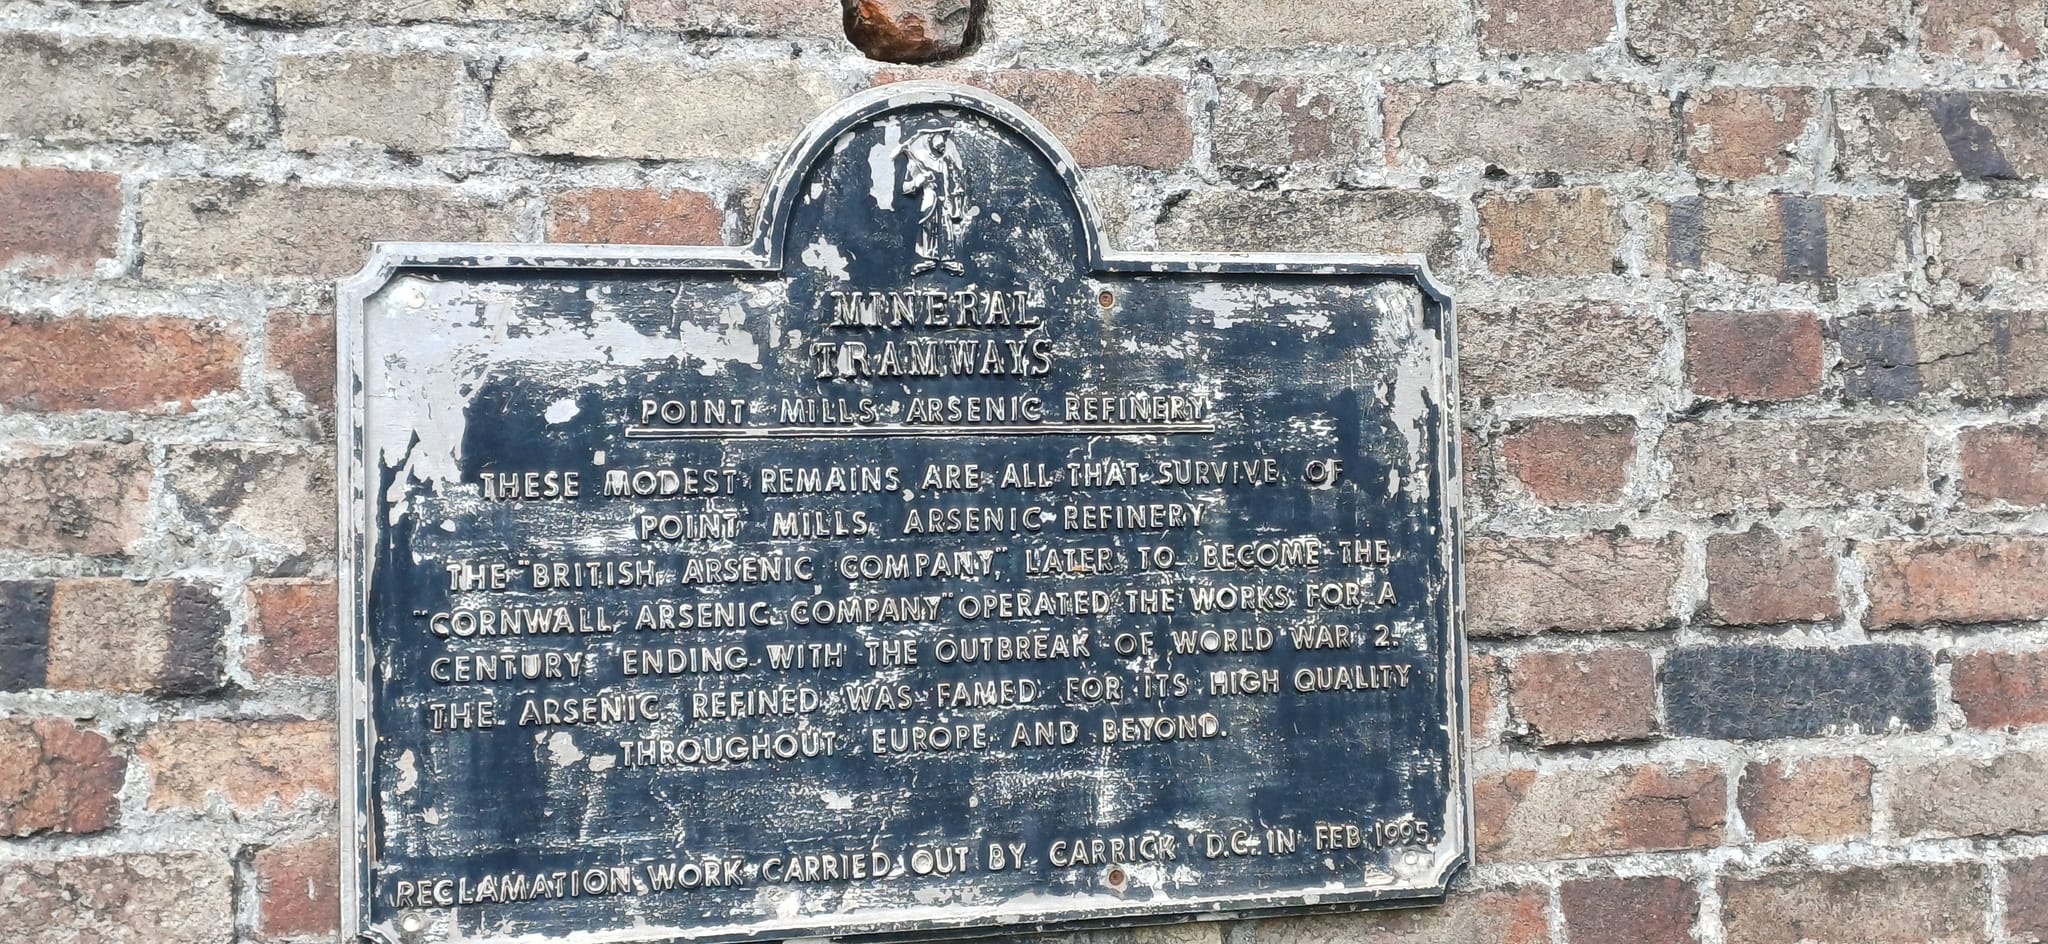 MINERAL
TRAMWAYS
POINT MILLS ARSENIC REFINERY
THESE MODEST REMAINS ARE ALL THAT SURVIVE OF
POINT MILLS ARSENIC REFINERY
THE "BRITISH ARSENIC COMPANY," LATER TO BECOME THE
"CORNWALL ARSENIC COMPANY" OPERATED THE WORKS FOR A
CENTURY ENDING WITH THE OUTBREAK OF WORLD WAR 2.
THE ARSENIC REFINED WAS FAMED FOR ITS HIGH QUALITY
THROUGHOUT EUROPE AND BEYOND.
RECLAMATION WORK CARRIED OUT BY CARRICK D.C. IN FEB 1995.